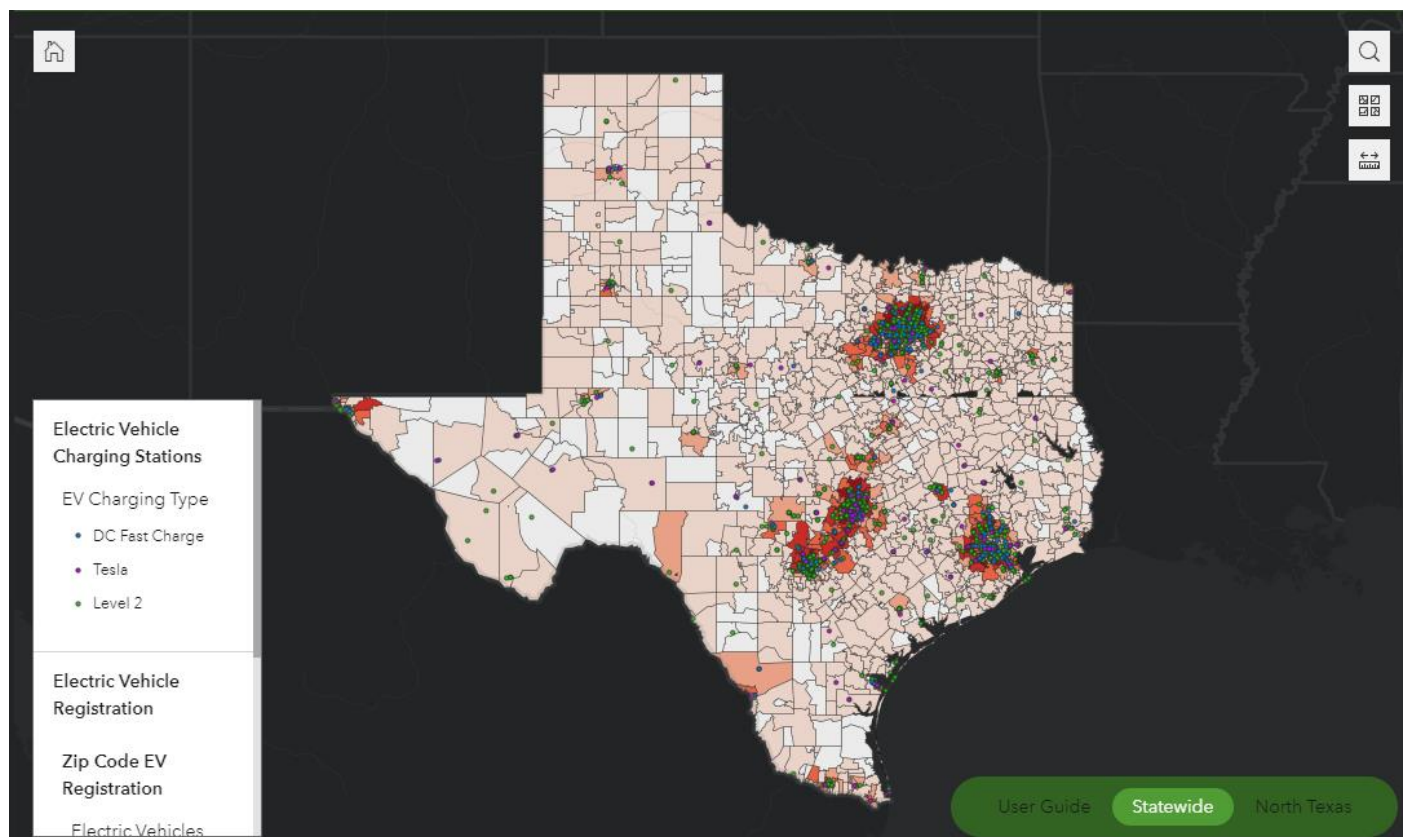 Electric Vehicle
Charging Stations
EV Charging Type
DC Fast Charge
Tesla
Level 2
Electric Vehicle
Registration
Zip Code EV
Registration
Electric Vehicles
User Guide
Statewide
North Texas